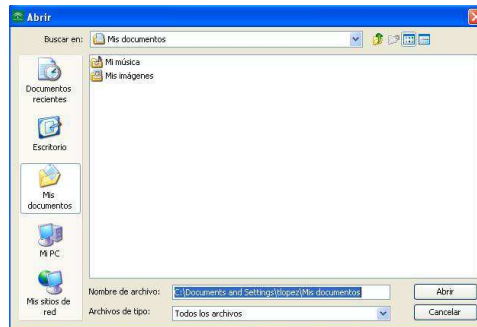 Abrir
Buscar en:
Mis documentos
Documentos
recientes
Escritorio
Mis
documentos
Mi PC
Mis sitios de
red
Mi música
Mis imágenes
Nombre de archivo:
C:\Documents and Settings\tlopez\Mis documentos
Abrir
Archivos de tipo:
Todos los archivos
Cancelar